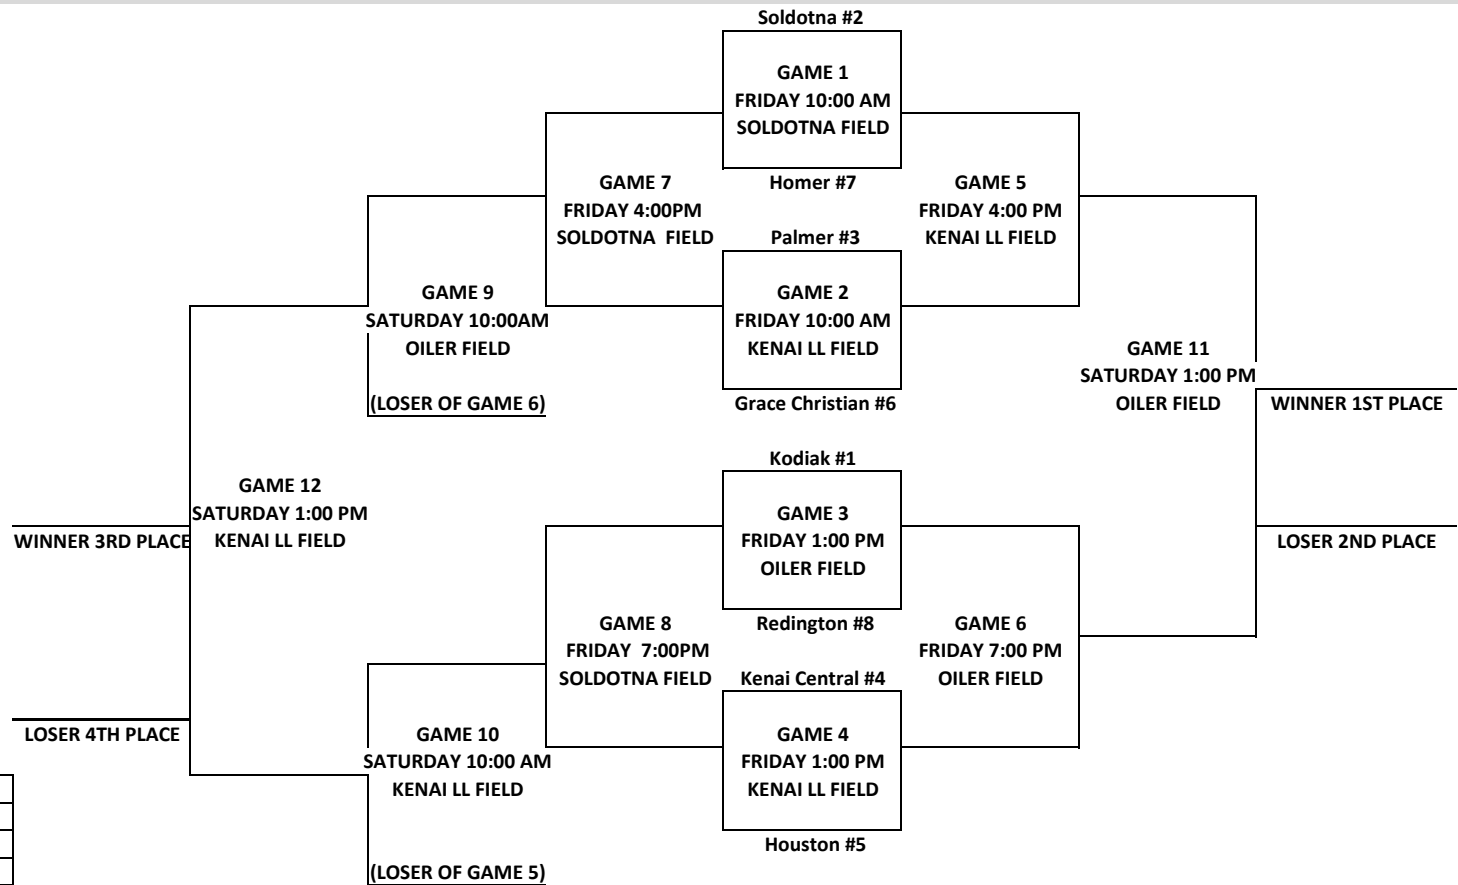 Soldotna #2
GAME 1
FRIDAY 10:00 AM
SOLDOTNA FIELD
Homer #7
GAME 7
FRIDAY 4:00PM
SOLDOTNA  FIELD
GAME 5
FRIDAY 4:00 PM
KENAI LL FIELD
Palmer #3
GAME 2
FRIDAY 10:00 AM
KENAI LL FIELD
Grace Christian #6
GAME 9
SATURDAY 10:00AM
OILER FIELD
(LOSER OF GAME 6)
GAME 11
SATURDAY 1:00 PM
OILER FIELD
WINNER 1ST PLACE
Kodiak #1
GAME 3
FRIDAY 1:00 PM
OILER FIELD
Redington #8
GAME 12
SATURDAY 1:00 PM
KENAI LL FIELD
WINNER 3RD PLACE
LOSER 2ND PLACE
GAME 8
FRIDAY  7:00PM
SOLDOTNA FIELD
GAME 6
FRIDAY 7:00 PM
OILER FIELD
Kenai Central #4
GAME 4
FRIDAY 1:00 PM
KENAI LL FIELD
Houston #5
LOSER 4TH PLACE
GAME 10
SATURDAY 10:00 AM
KENAI LL FIELD
(LOSER OF GAME 5)